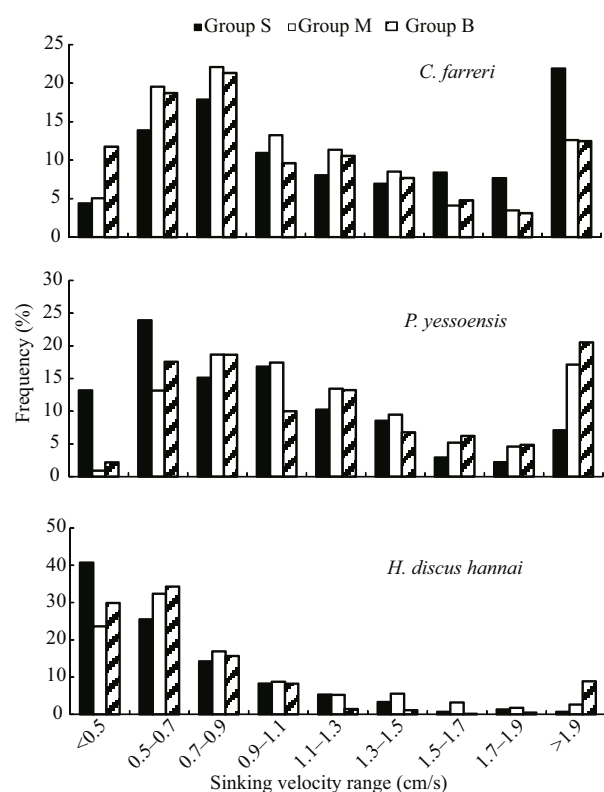 Group S Group M Group B
C. farreri
25
20
15
10
5
0
P. yessoensis
30
25
20
15
10
5
0
Frequency (%)
H. discus hannai
50
40
30
20
10
0
<0.5 0.5–0.7 0.7–0.9 0.9–1.1 1.1–1.3 1.3–1.5 1.5–1.7 1.7–1.9 >1.9
Sinking velocity range (cm/s)